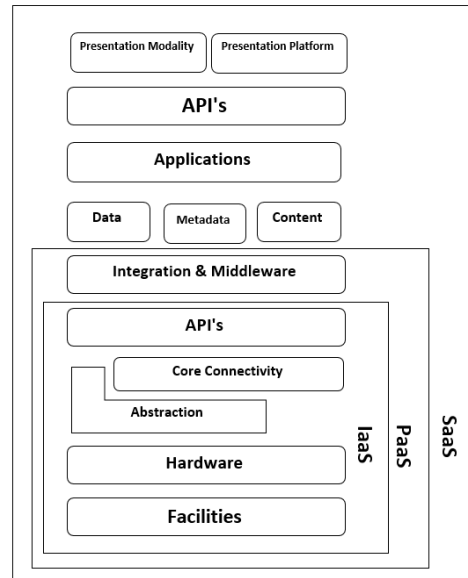 Presentation Modality
Presentation Platform
API's
Applications
Data
Metadata
Content
Integration & Middleware
API's
Core Connectivity
Abstraction
Hardware
Facilities
IaaS
PaaS
SaaS